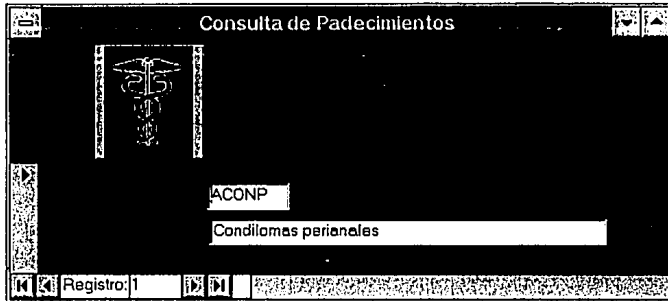 Consulta de Padecimientos
ACONP
Condilomas perianales
Registro: 1